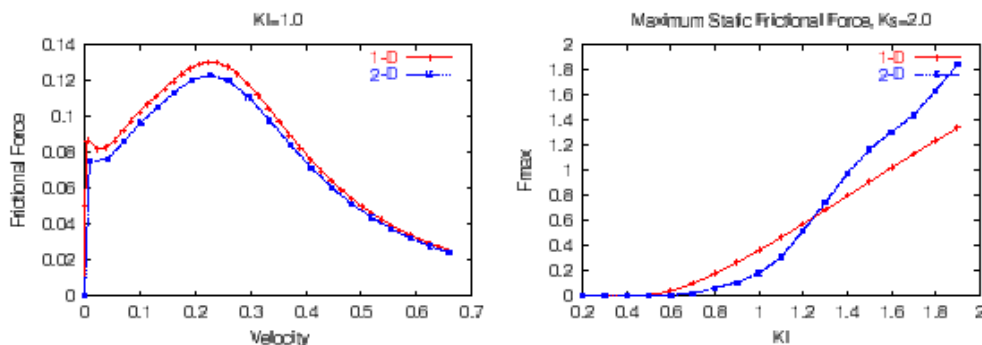 KI=1.0
0.14
0.12
0.1
0.08
0.06
0.04
0.02
0
Frictional Force
1-D
2-D
0 0.1 0.2 0.3 0.4 0.5 0.6 0.7
Velocity
Maximum Static Frictional Force, Ks=2.0
2
1.8
1.6
1.4
1.2
1
0.8
0.6
0.4
0.2
0
Fmax
1-D
2-D
0.2 0.4 0.6 0.8 1 1.2 1.4 1.6 1.8 2
KI